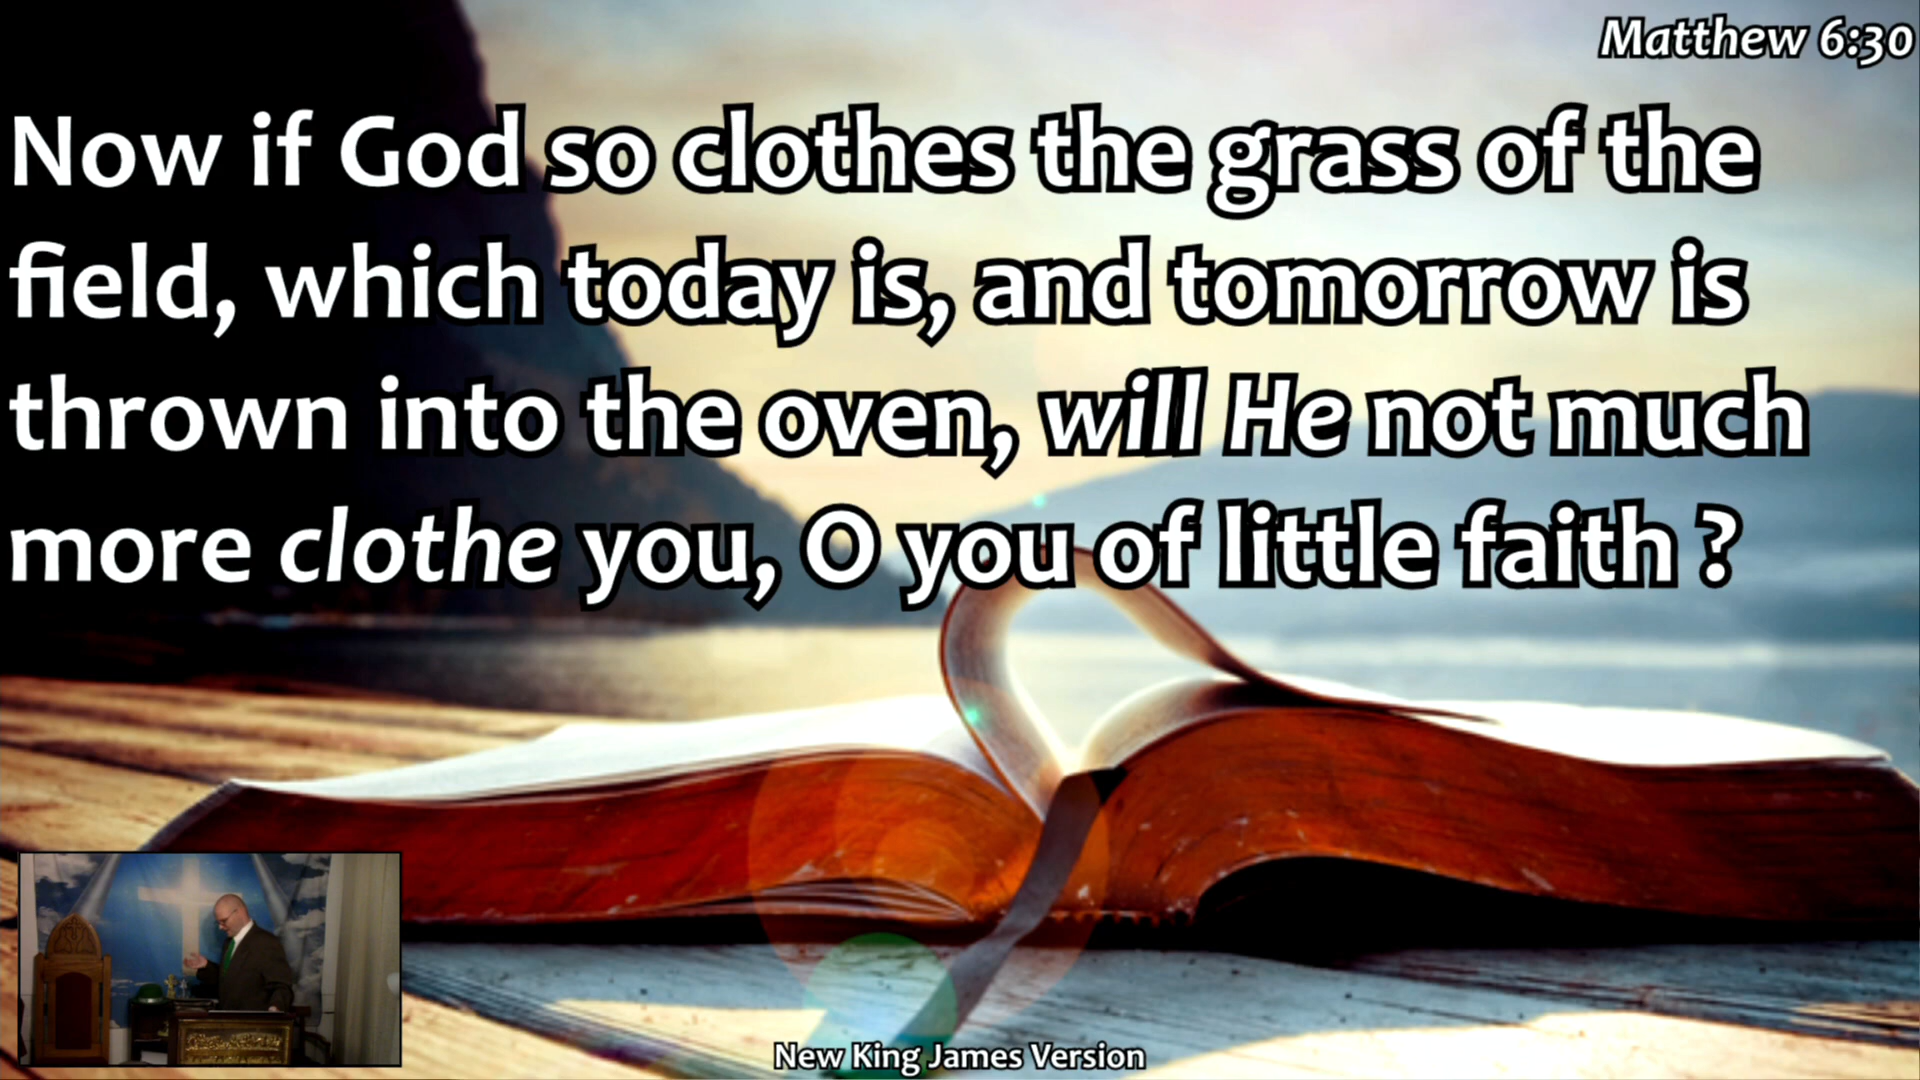 Matthew 6:30
Now if God so clothes the grass of the
field, which today is, and tomorrow is
thrown into the oven, will He not much
more clothe you, O you of little faith ?
New King James Version